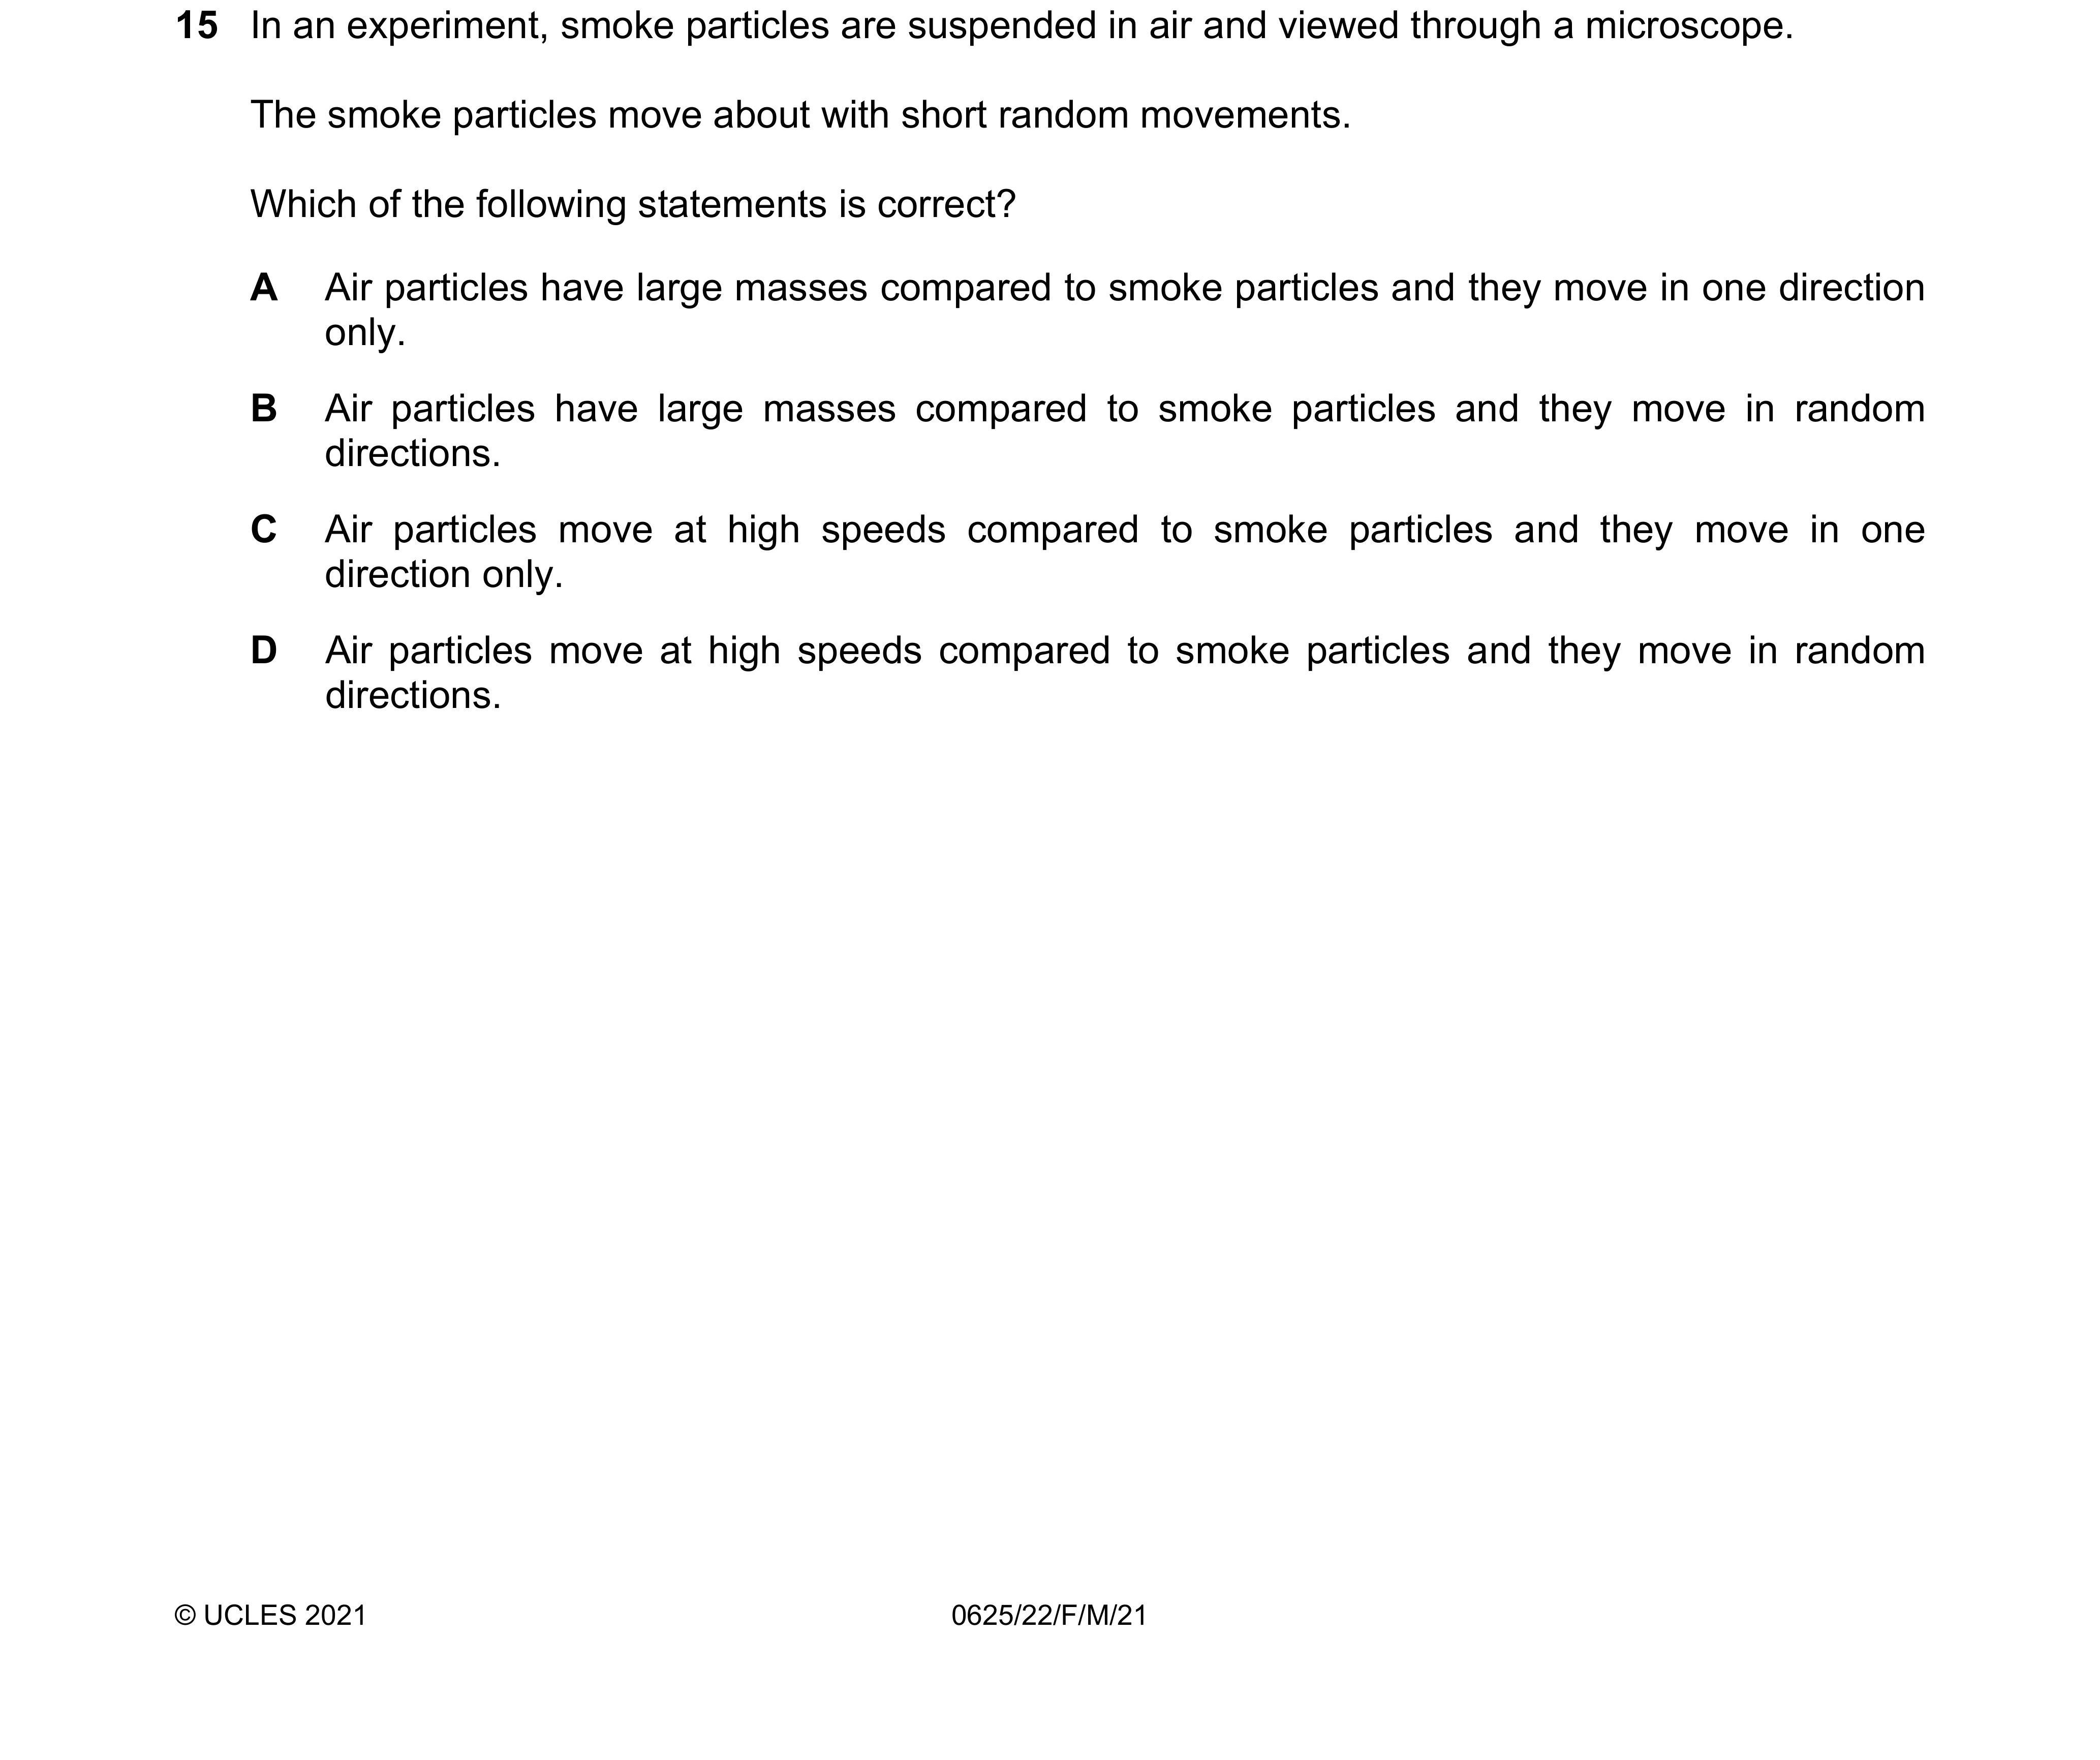 15 In an experiment, smoke particles are suspended in air and viewed through a microscope.
The smoke particles move about with short random movements.
Which of the following statements is correct?
A Air particles have large masses compared to smoke particles and they move in one direction
only.
B Air particles have large masses compared to smoke particles and they move in random
directions.
C Air particles move at high speeds compared to smoke particles and they move in one
direction only.
D Air particles move at high speeds compared to smoke particles and they move in random
directions.
© UCLES 2021 0625/22/F/M/21